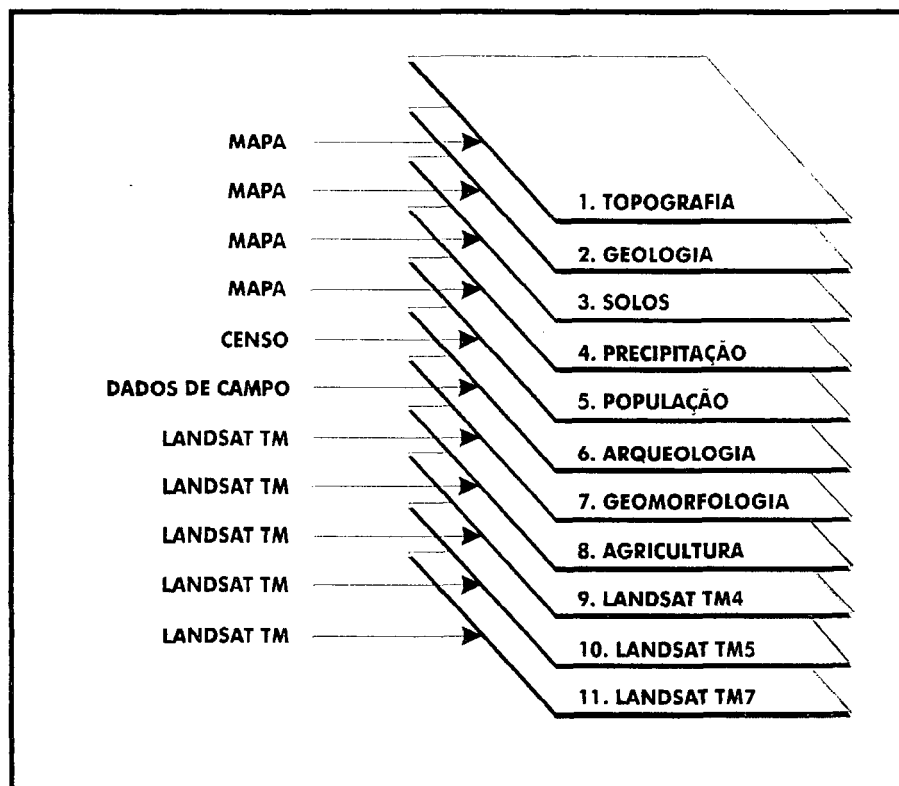 MAPA
1. TOPOGRAFIA
MAPA
2. GEOLOGIA
MAPA
3. SOLOS
MAPA
4. PRECIPITAÇÃO
CENSO
5. POPULAÇÃO
DADOS DE CAMPO
6. ARQUEOLOGIA
LANDSAT TM
7. GEOMORFOLOGIA
LANDSAT TM
8. AGRICULTURA
LANDSAT TM
9. LANDSAT TM4
LANDSAT TM
10. LANDSAT TM5
LANDSAT TM
11. LANDSAT TM7